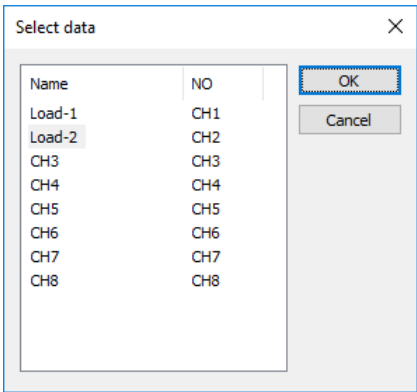 Select data
Name NO
Load-1 CH1
Load-2 CH2
CH3 CH3
CH4 CH4
CH5 CH5
CH6 CH6
CH7 CH7
CH8 CH8
OK
Cancel